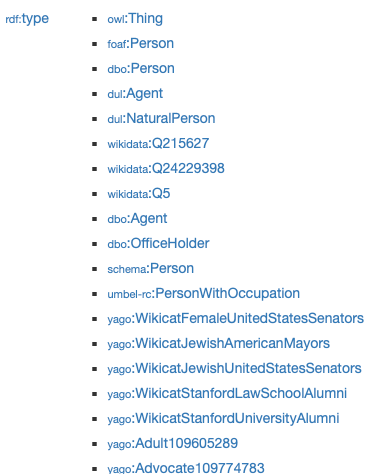 rdf:type
owl:Thing
foaf:Person
dbo:Person
dul:Agent
dul:NaturalPerson
wikidata:Q215627
wikidata:Q24229398
wikidata:Q5
dbo:Agent
dbo:OfficeHolder
schema:Person
umbel-rc:PersonWithOccupation
yago:WikicatFemaleUnitedStatesSenators
yago:WikicatJewishAmericanMayors
yago:WikicatJewishUnitedStatesSenators
yago:WikicatStanfordLawSchoolAlumni
yago:WikicatStanfordUniversityAlumni
yago:Adult109605289
yago:Advocate109774783